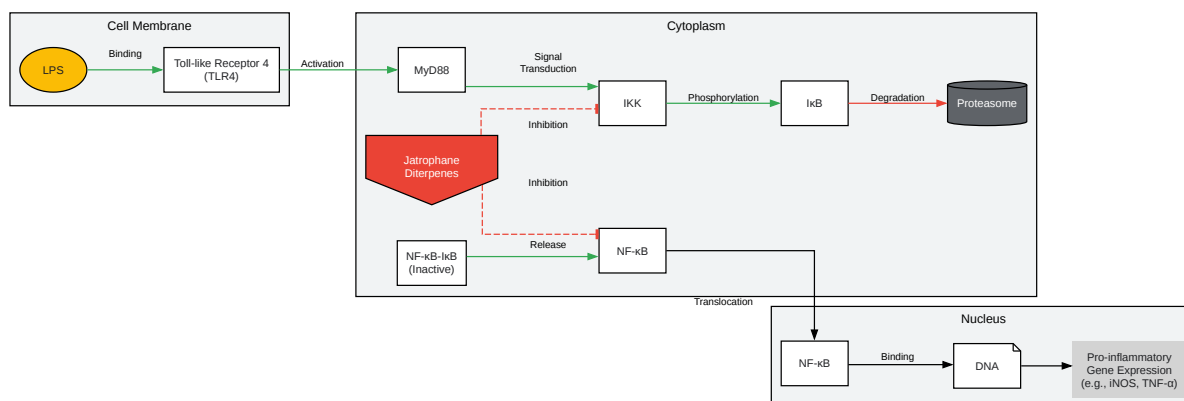 Cell Membrane
LPS
Binding
Toll-like Receptor 4
(TLR4)
Activation
Cytoplasm
MyD88
Signal
Transduction
IKK
Phosphorylation
IκB
Degradation
Proteasome
Inhibition
Jatrophane
Diterpenes
Inhibition
NF-κB-IκB
(Inactive)
Release
NF-κB
Translocation
Nucleus
NF-κB
Binding
DNA
Pro-inflammatory
Gene Expression
(e.g., iNOS, TNF-α)